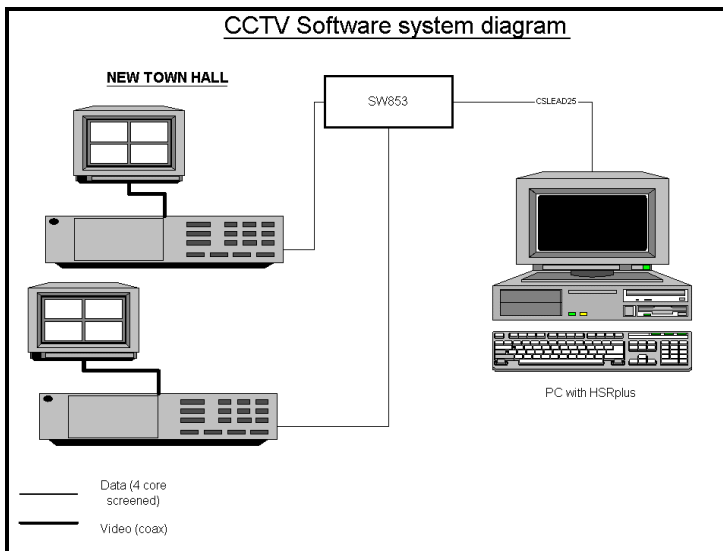 CCTV Software system diagram
NEW TOWN HALL
SW853
CSLEAD25
PC with HSRplus
Data (4 core
screened)
Video (coax)